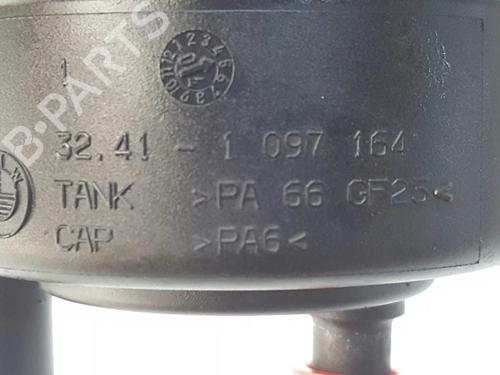 B-PARTS
1
32.41 - 1 097 164
TANK >PA 66 GF25<
CAP >PA6<